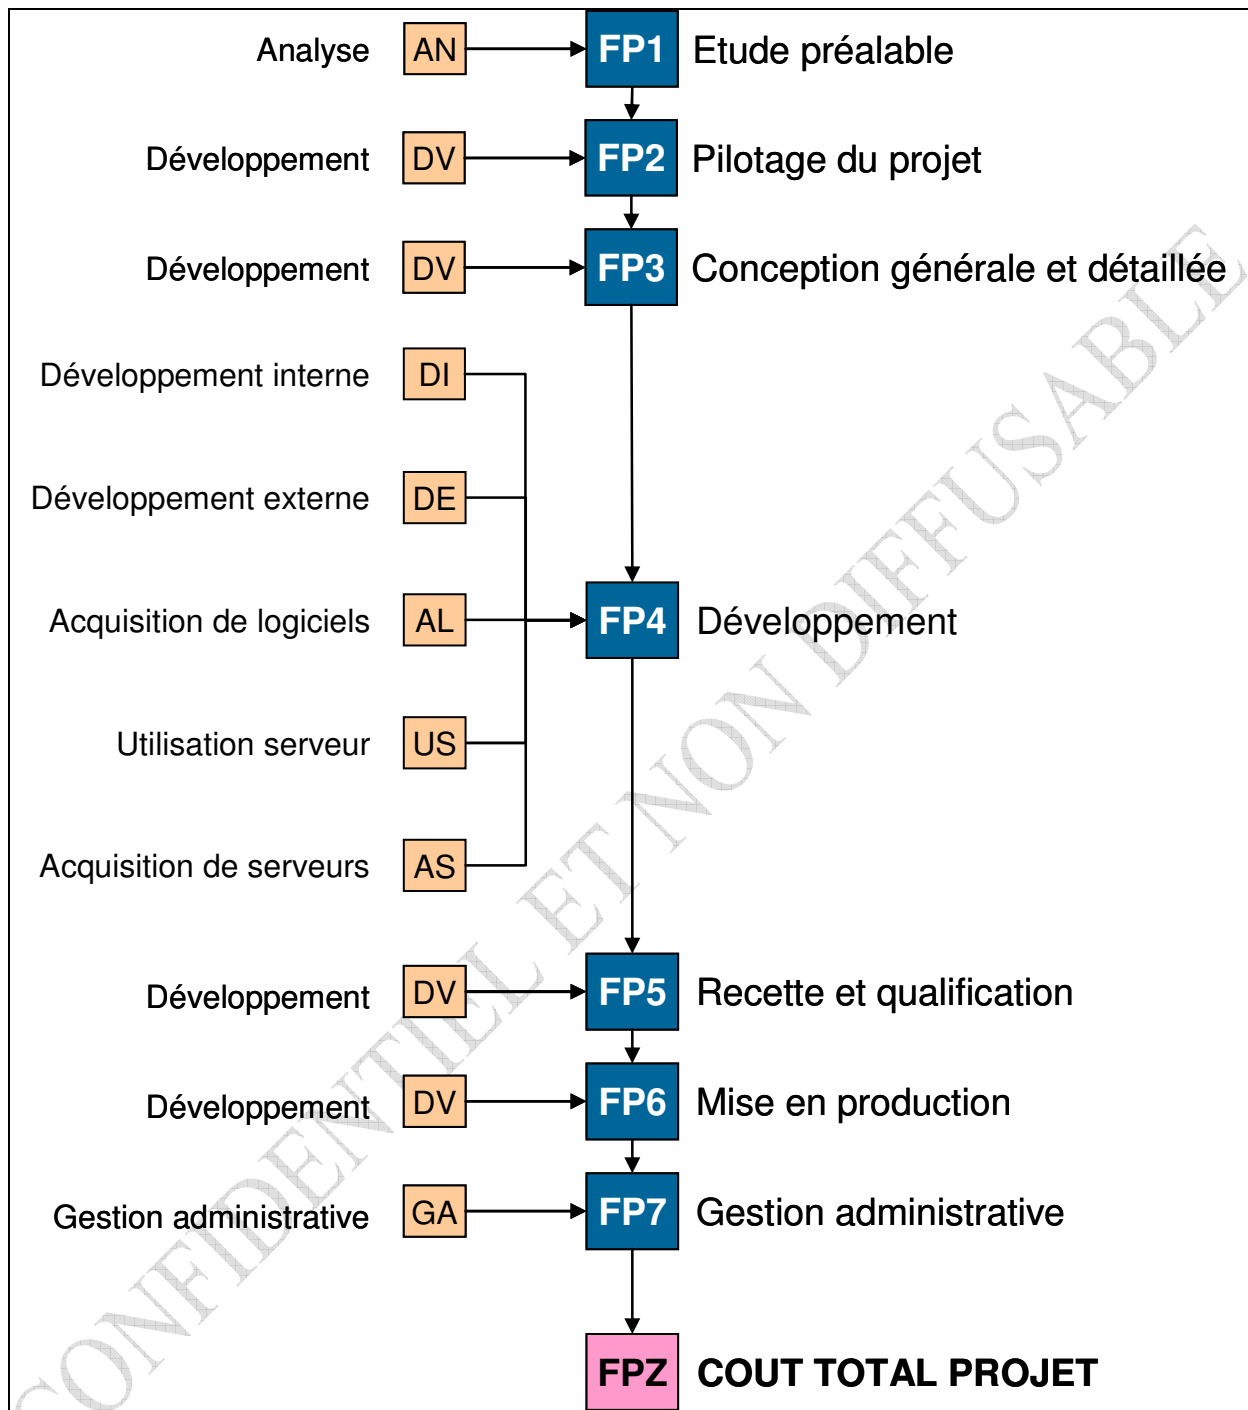 Analyse AN FP1 Etude préalable
Développement DV FP2 Pilotage du projet
Développement DV FP3 Conception générale et détaillée
Développement interne DI
Développement externe DE
Acquisition de logiciels AL FP4 Développement
Utilisation serveur US
Acquisition de serveurs AS
Développement DV FP5 Recette et qualification
Développement DV FP6 Mise en production
Gestion administrative GA FP7 Gestion administrative
FPZ COUT TOTAL PROJET
CONFIDENTIEL ET NON DIFFUSABLE